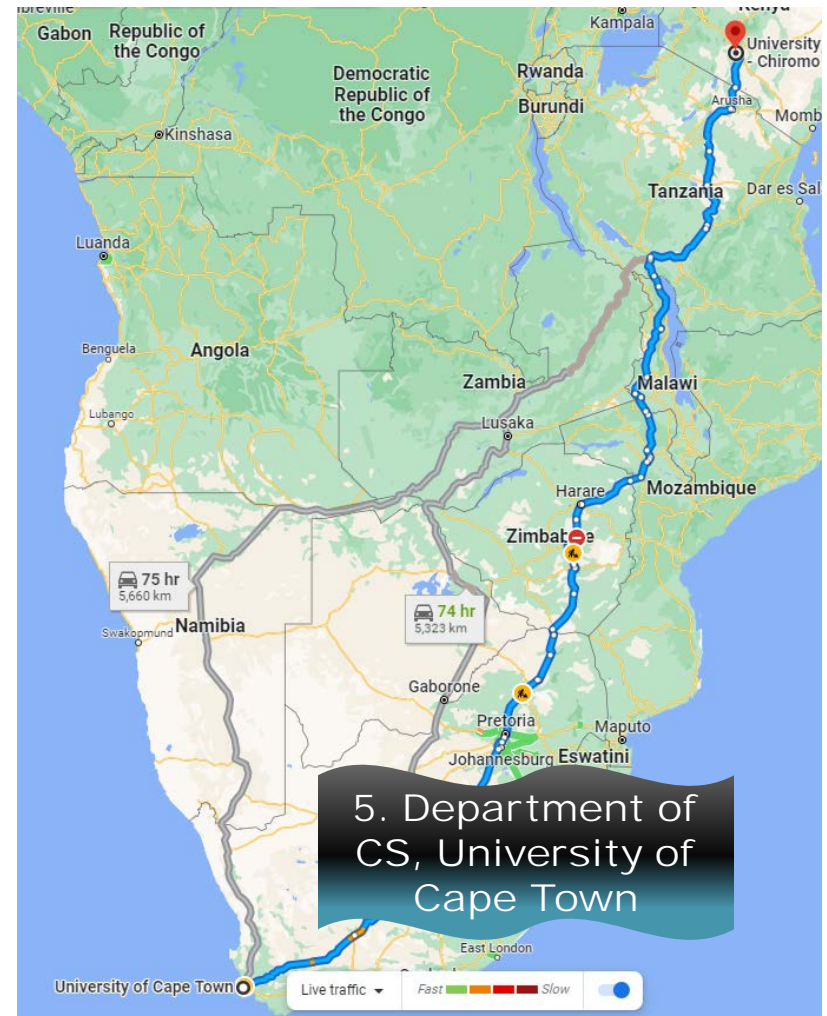 Gabon
Republic of
the Congo
Kampala
Kenya
University
- Chiromo
Democratic
Republic of
the Congo
Rwanda
Burundi
Arusha
Momb
Kinshasa
Tanzania
Dar es Sal
Luanda
Benguela
Angola
Zambia
Malawi
Lubango
Lusaka
Harare
Mozambique
Zimbab e
75 hr
5,660 km
74 hr
5,323 km
Swakopmund
Namibia
Gaborone
Pretoria
Maputo
Johannesburg
Eswatini
5. Department of
CS, University of
Cape Town
East London
University of Cape Town
Live traffic
Fast
Slow